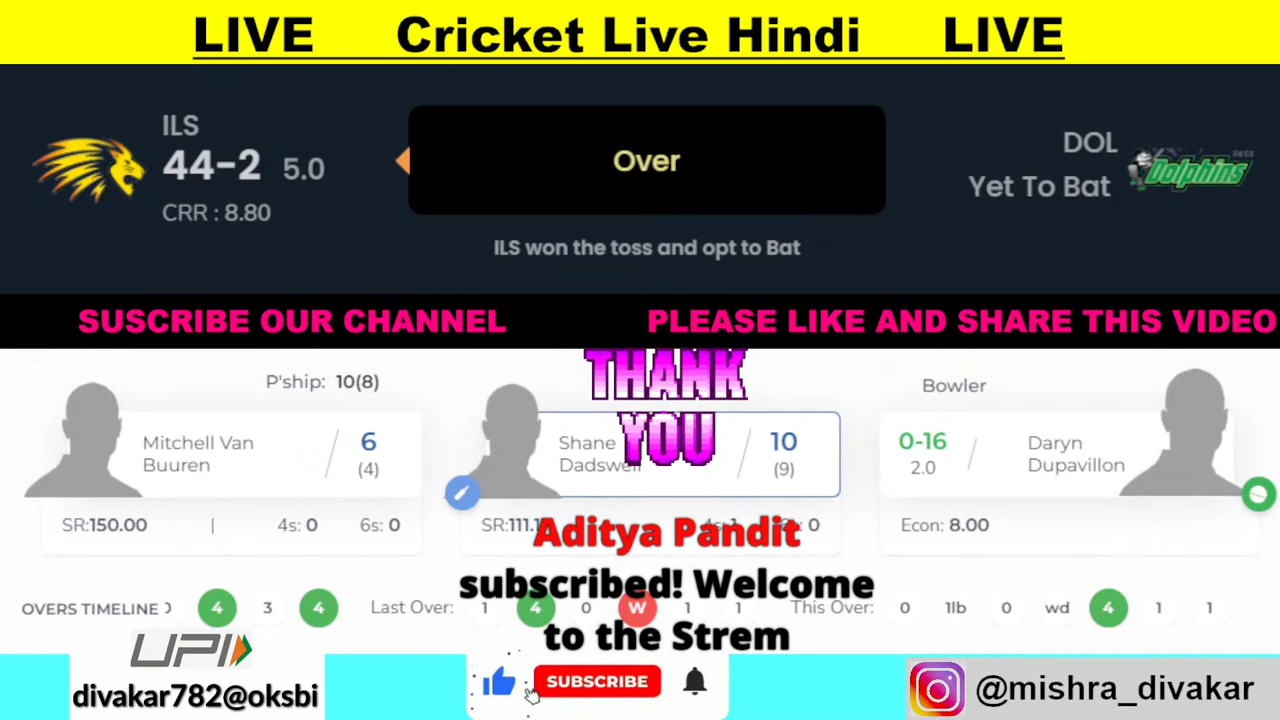 LIVE Cricket Live Hindi LIVE
ILS
44-2 5.0
CRR : 8.80
Over
DOL
Yet To Bat
Dolphins
ILS won the toss and opt to Bat
SUSCRIBE OUR CHANNEL PLEASE LIKE AND SHARE THIS VIDEO
THANK
YOU
P'ship: 10(8)
Mitchell Van
Buuren
6
(4)
SR:150.00 | 4s: 0 6s: 0
Shane
Dadswell
10
(9)
SR:111.1
Bowler
0-16
2.0
Daryn
Dupavillon
Econ: 8.00
Aditya Pandit
subscribed! Welcome
to the Strem
OVERS TIMELINE 4 3 4 Last Over: 1 4 0 W 1 1 This Over: 0 1lb 0 wd 4 1 1
UPI
divakar782@oksbi
SUBSCRIBE
@mishra_divakar